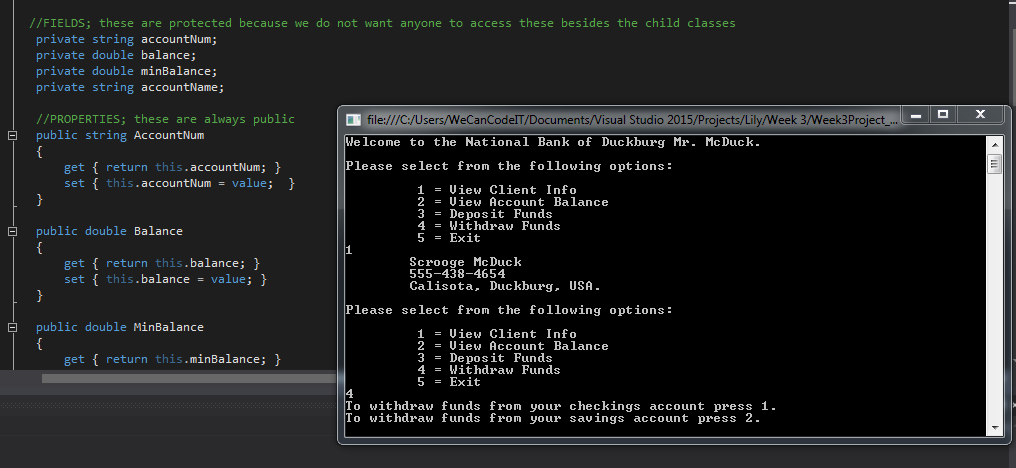 //FIELDS; these are protected because we do not want anyone to access these besides the child classes
private string accountNum;
private double balance;
private double minBalance;
private string accountName;
//PROPERTIES; these are always public
public string AccountNum
{
get { return this.accountNum; }
set { this.accountNum = value;  }
}
public double Balance
{
get { return this.balance; }
set { this.balance = value; }
}
public double MinBalance
{
get { return this.minBalance; }
file:///C:/Users/WeCanCodeIT/Documents/Visual Studio 2015/Projects/Lily/Week 3/Week3Project_...
Welcome to the National Bank of Duckburg Mr. McDuck.
Please select from the following options:
1 = View Client Info
2 = View Account Balance
3 = Deposit Funds
4 = Withdraw Funds
5 = Exit
1
Scrooge McDuck
555-438-4654
Calisota, Duckburg, USA.
Please select from the following options:
1 = View Client Info
2 = View Account Balance
3 = Deposit Funds
4 = Withdraw Funds
5 = Exit
4
To withdraw funds from your checkings account press 1.
To withdraw funds from your savings account press 2.